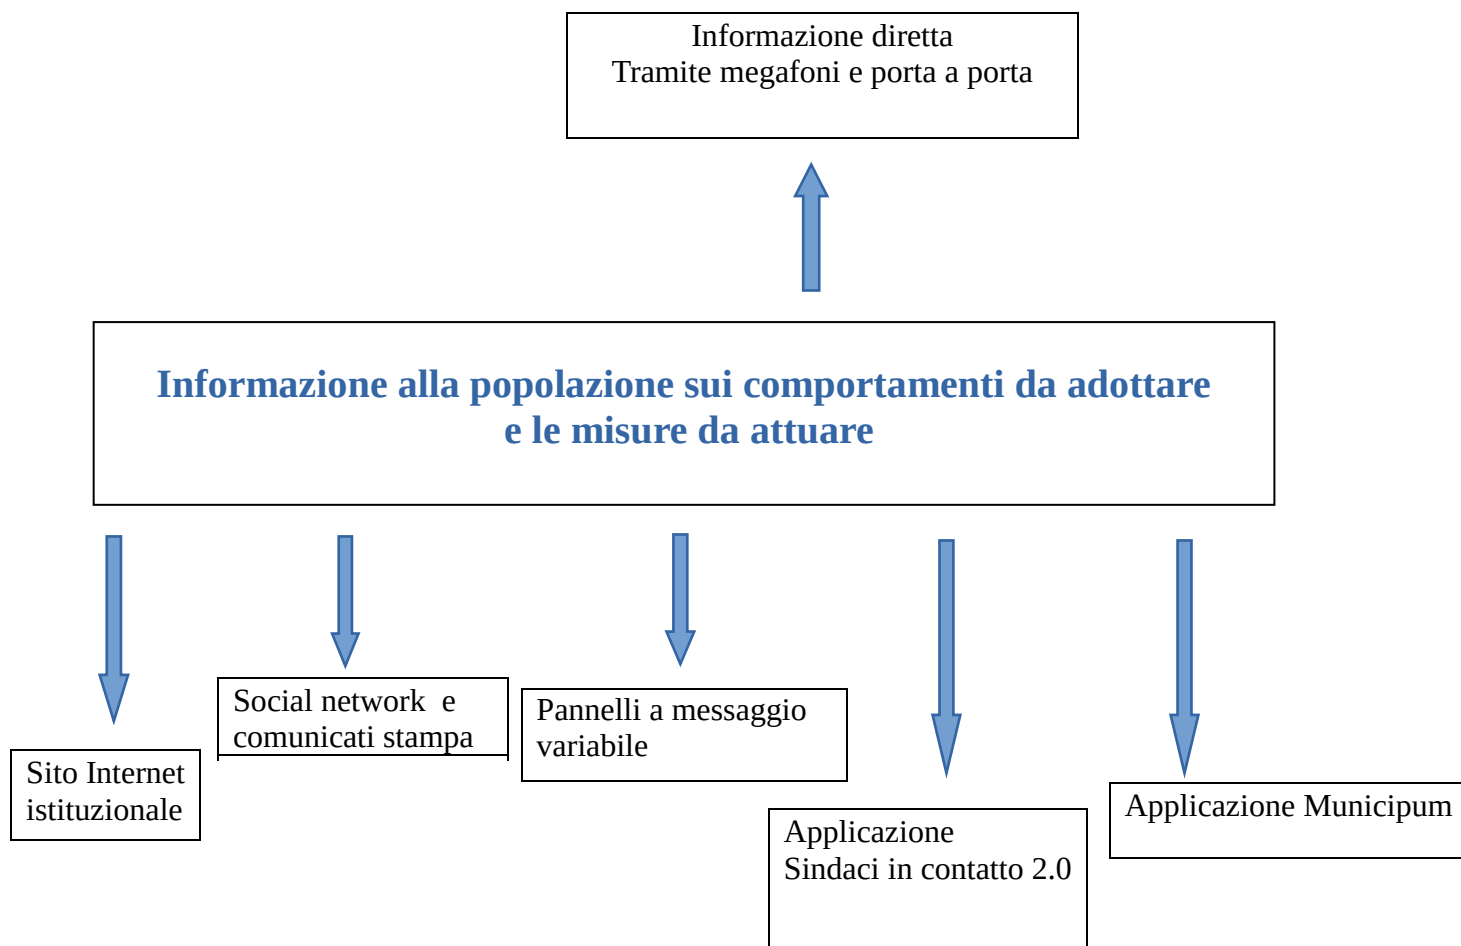 Informazione diretta
Tramite megafoni e porta a porta
Informazione alla popolazione sui comportamenti da adottare
e le misure da attuare
Sito Internet
istituzionale
Social network  e
comunicati stampa
Pannelli a messaggio
variabile
Applicazione
Sindaci in contatto 2.0
Applicazione Municipum